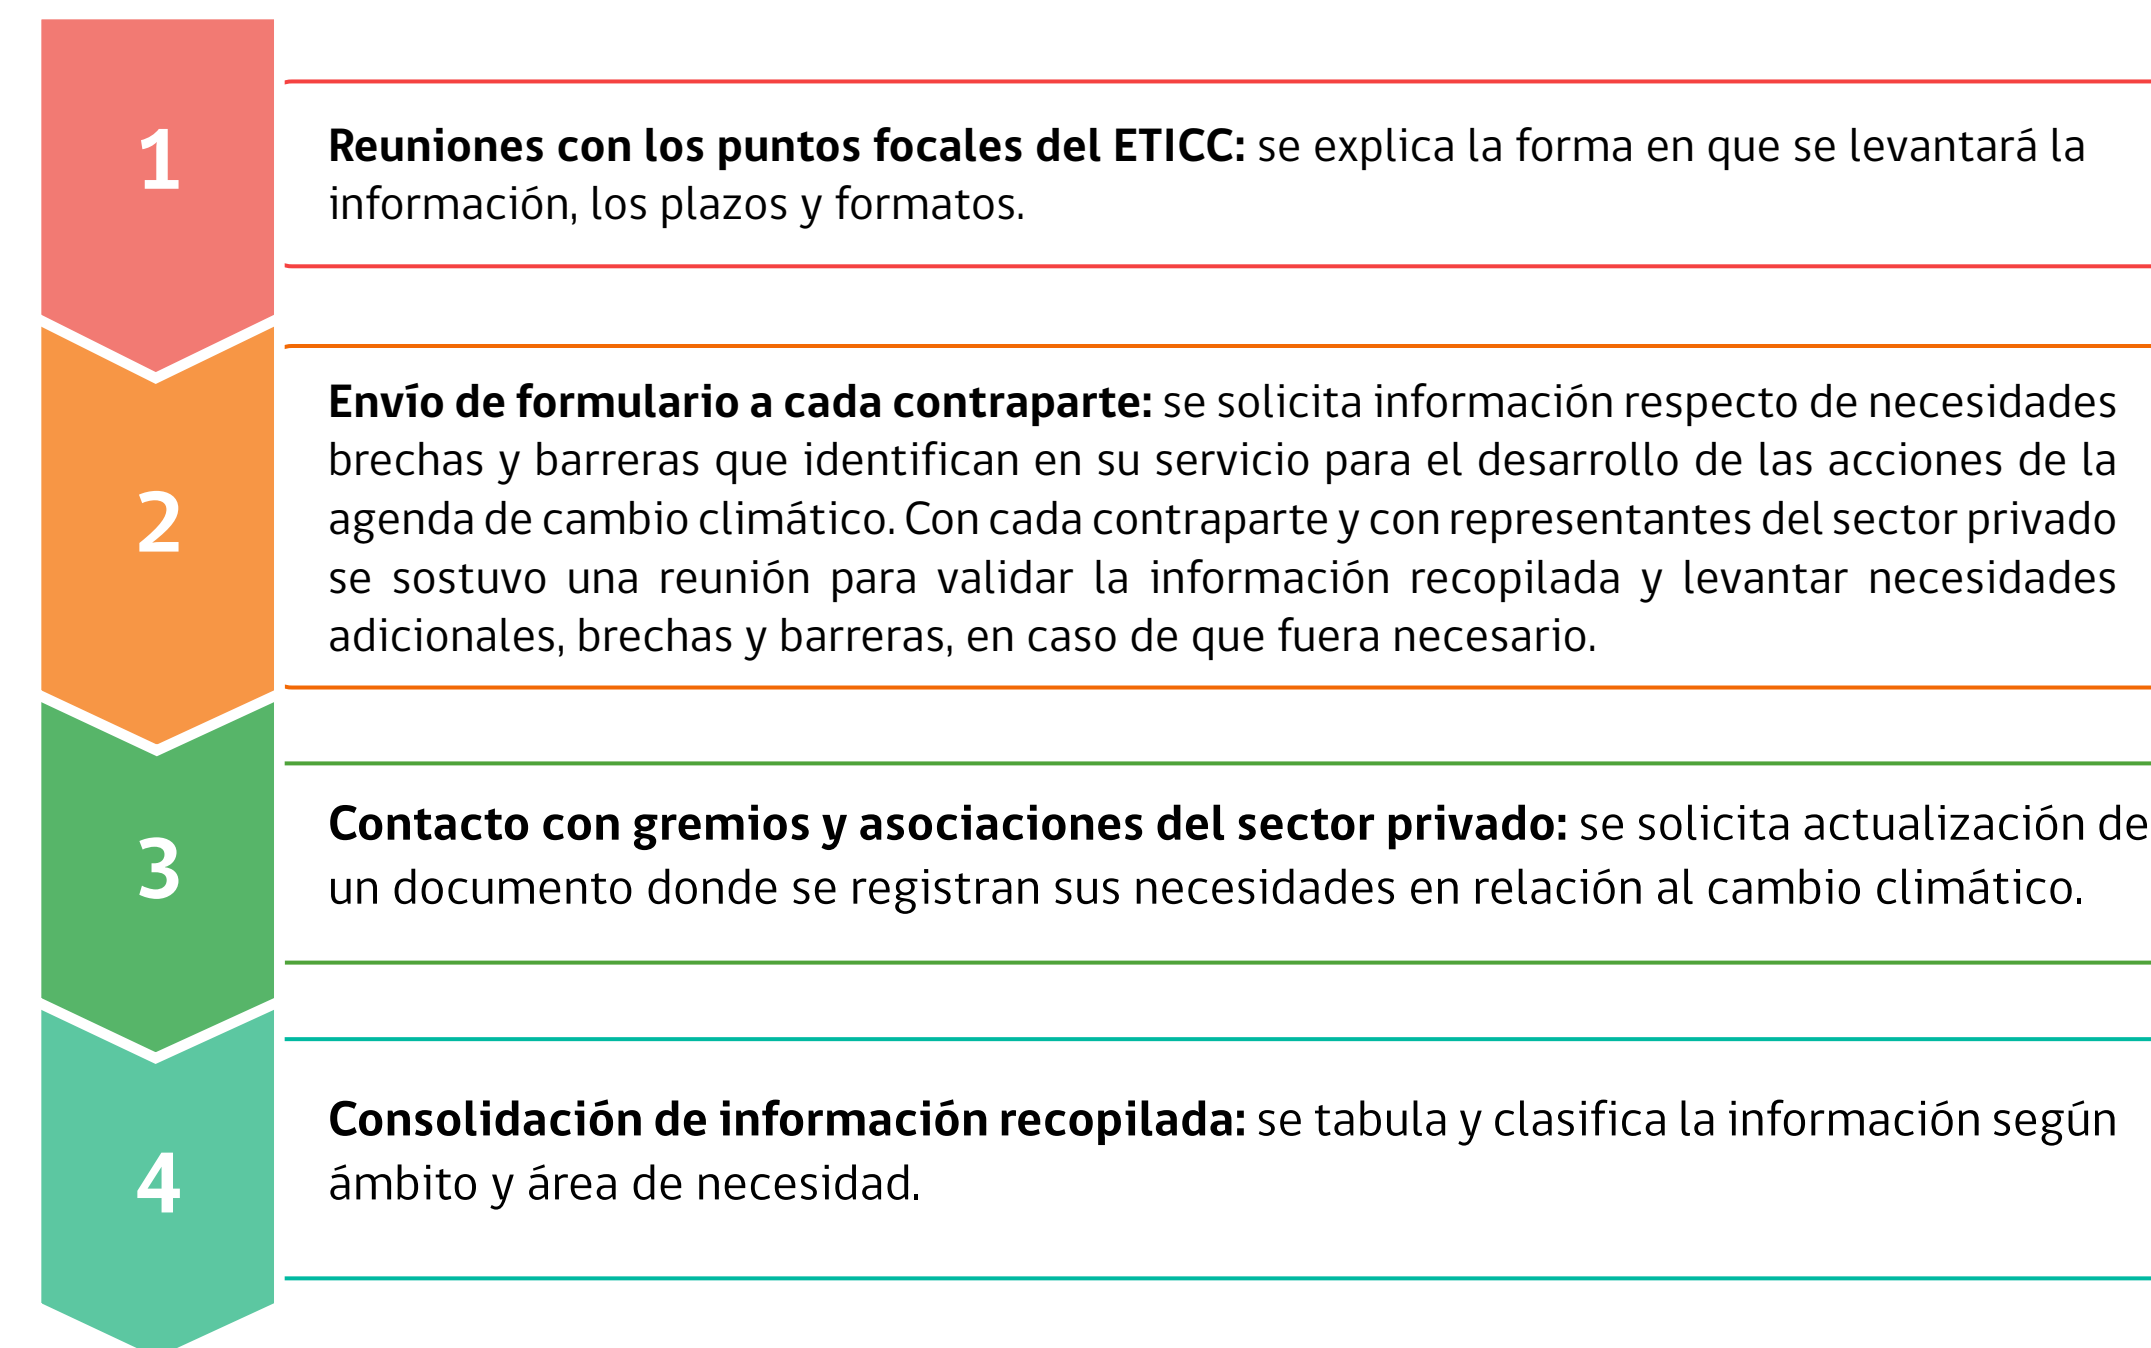 1
Reuniones con los puntos focales del ETICC: se explica la forma en que se levantará la
información, los plazos y formatos.
2
Envío de formulario a cada contraparte: se solicita información respecto de necesidades
brechas y barreras que identifican en su servicio para el desarrollo de las acciones de la
agenda de cambio climático. Con cada contraparte y con representantes del sector privado
se sostuvo una reunión para validar la información recopilada y levantar necesidades
adicionales, brechas y barreras, en caso de que fuera necesario.
3
Contacto con gremios y asociaciones del sector privado: se solicita actualización de
un documento donde se registran sus necesidades en relación al cambio climático.
4
Consolidación de información recopilada: se tabula y clasifica la información según
ámbito y área de necesidad.